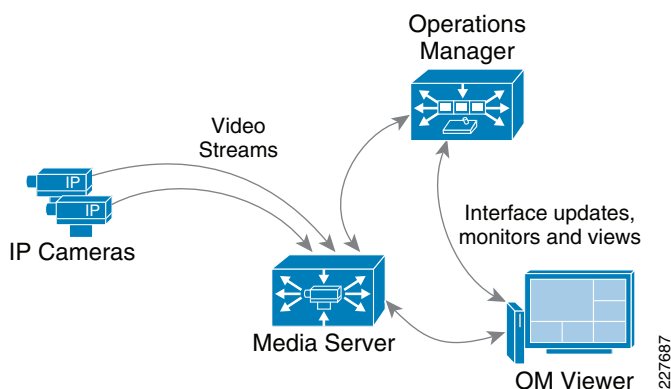 Operations
Manager
Video
Streams
IP
IP
IP Cameras
Interface updates,
monitors and views
Media Server
OM Viewer
227687